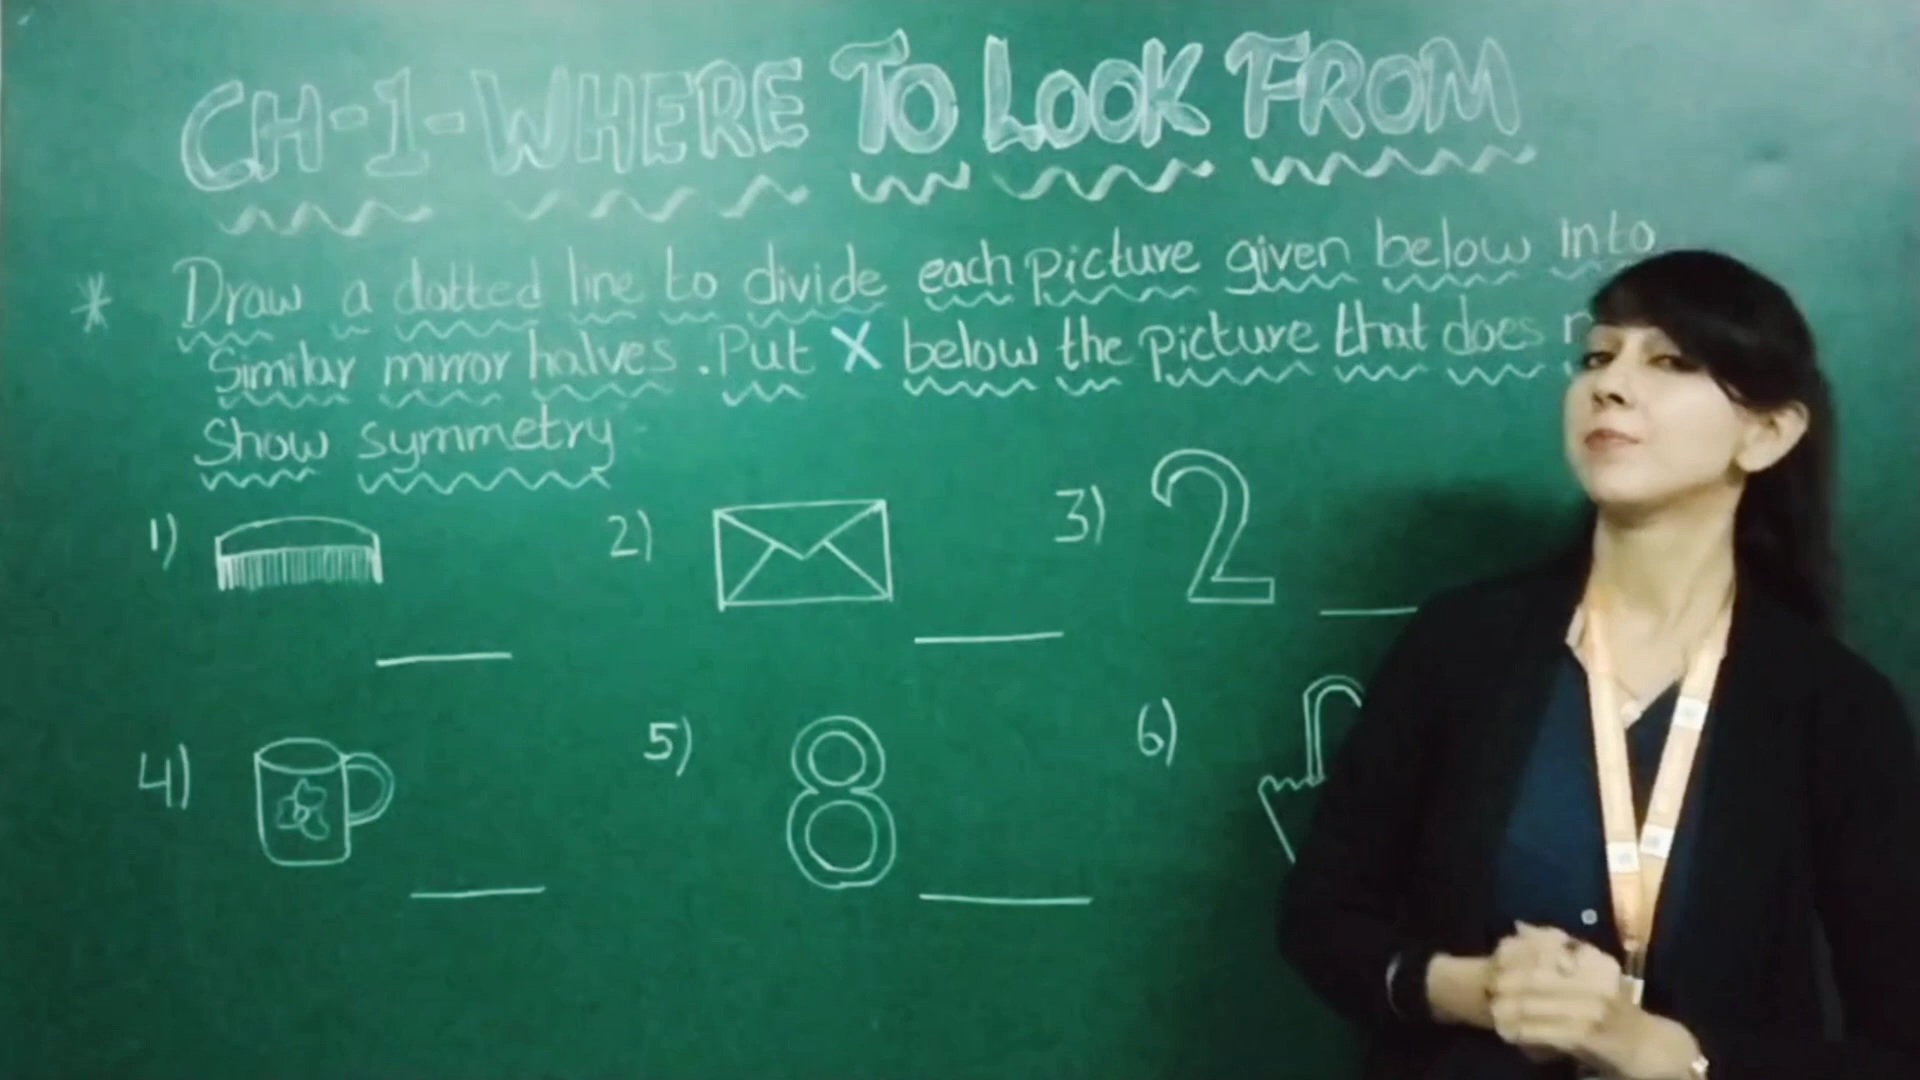 CH-1-WHERE TO LOOK FROM
* Draw a dotted line to divide each picture given below into
Similar mirror halves. Put X below the picture that does
Show symmetry
1) 2) 3) 2
4) 5) 8 6)